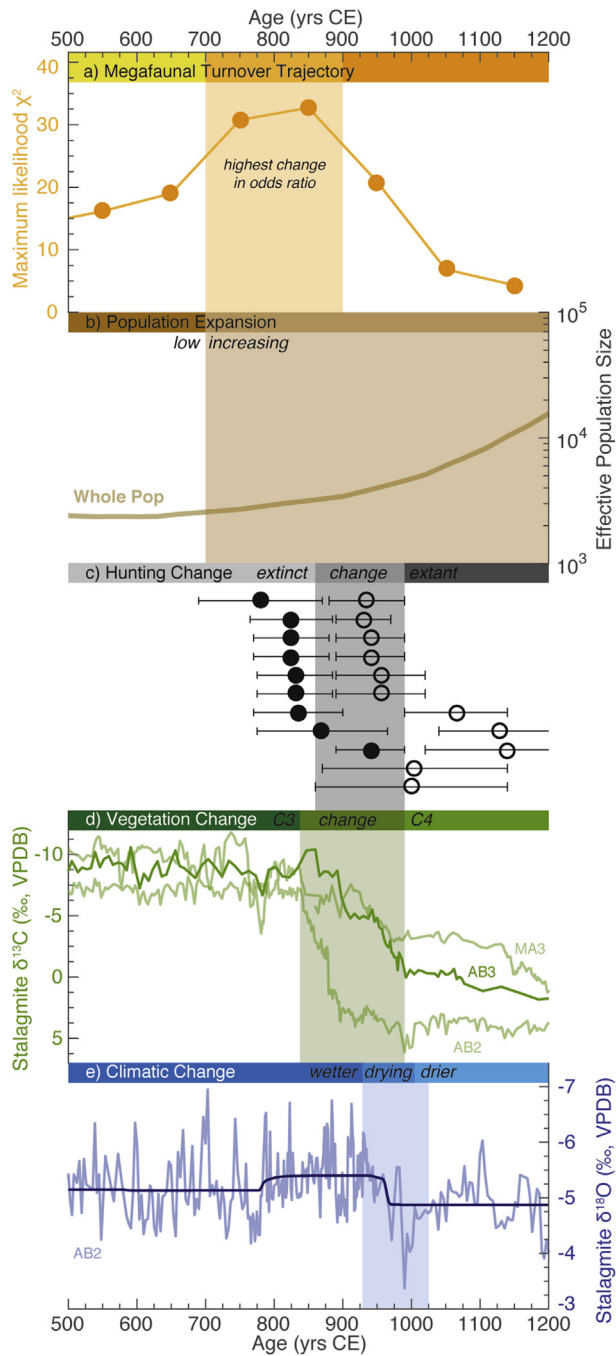 Age (yrs CE)
500 600 700 800 900 1000 1100 1200
a) Megafaunal Turnover Trajectory
Maximum likelihood χ²
40
30
20
10
0
highest change
in odds ratio
b) Population Expansion
low increasing
Whole Pop
10⁵
10⁴
10³
Effective Population Size
c) Hunting Change extinct change extant
d) Vegetation Change C3 change C4
Stalagmite δ¹³C (‰, VPDB)
-10
-5
0
5
MA3
AB3
AB2
e) Climatic Change wetter drying drier
-7
-6
-5
-4
-3
Stalagmite δ¹⁸O (‰, VPDB)
AB2
500 600 700 800 900 1000 1100 1200
Age (yrs CE)